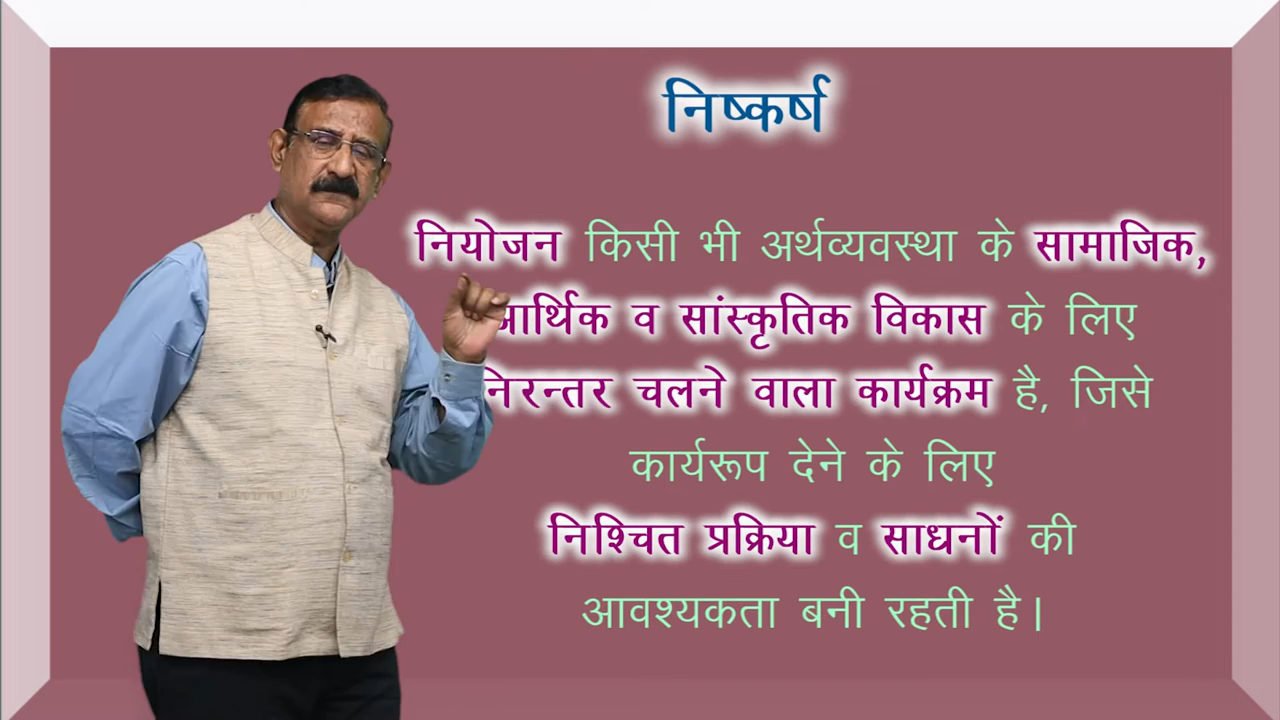 निष्कर्ष
नियोजन किसी भी अर्थव्यवस्था के सामाजिक,
आर्थिक व सांस्कृतिक विकास के लिए
निरन्तर चलने वाला कार्यक्रम है, जिसे
कार्यरूप देने के लिए
निश्चित प्रक्रिया व साधनों की
आवश्यकता बनी रहती है।